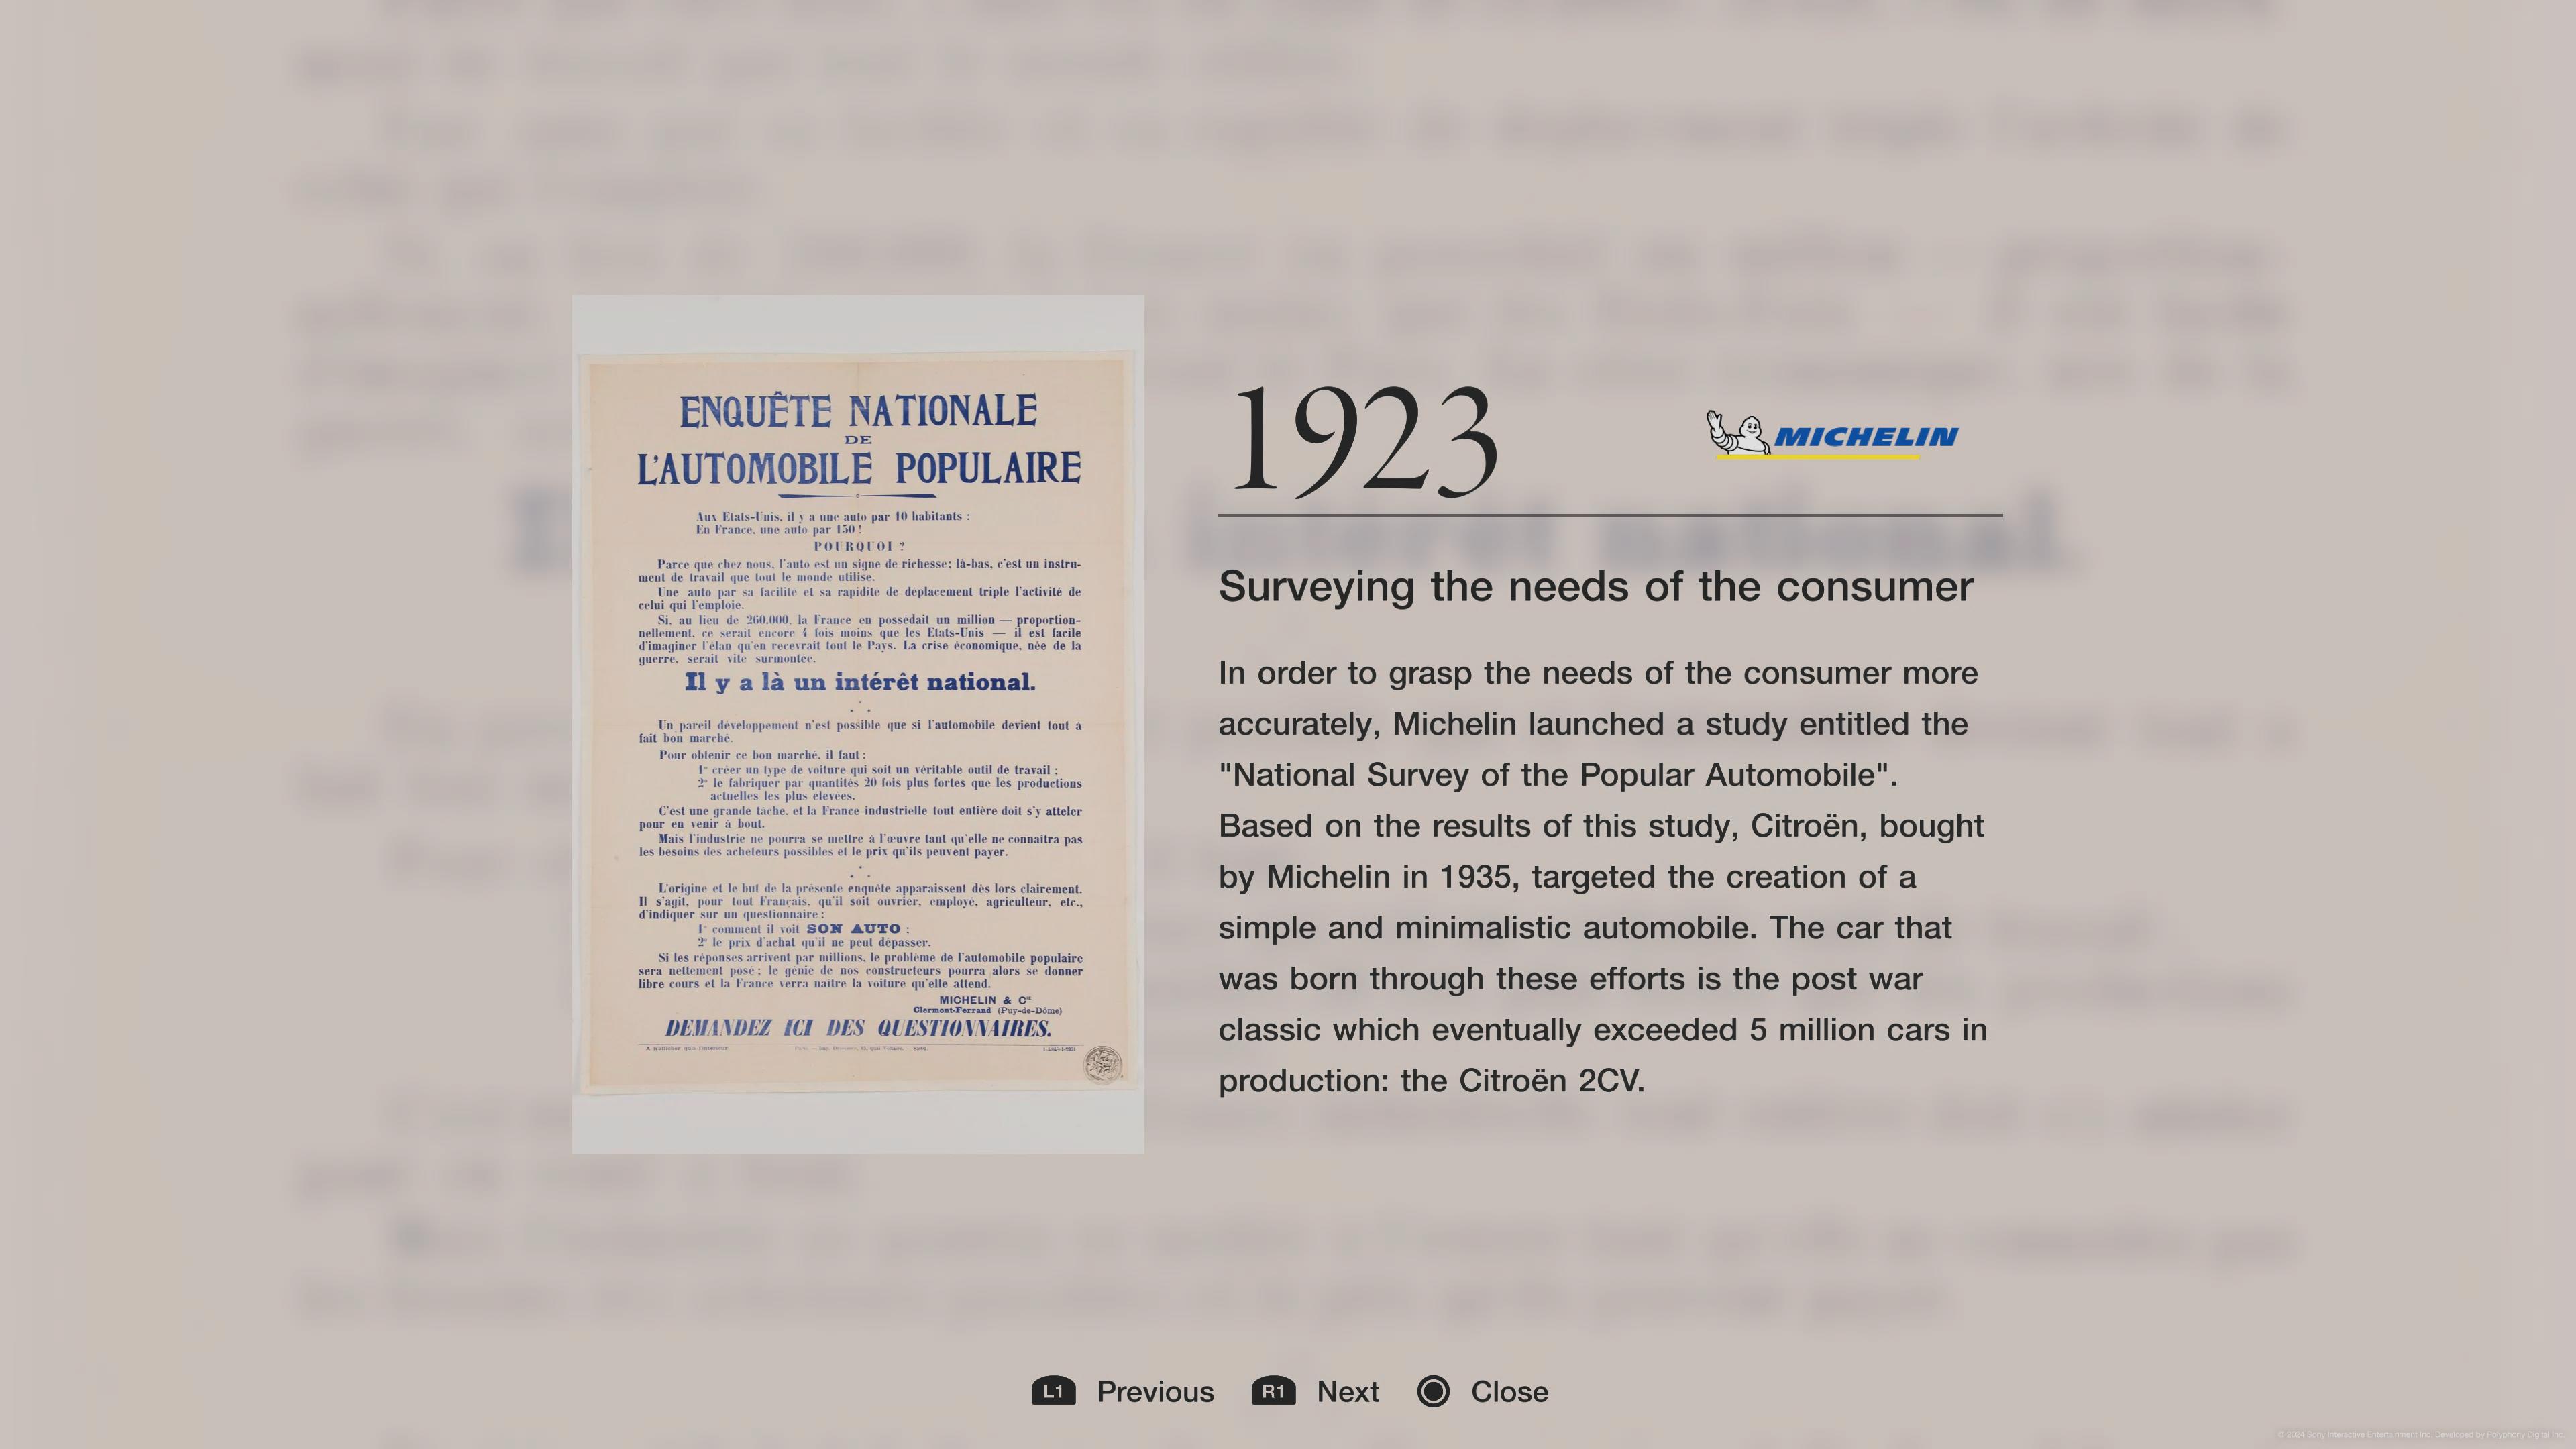 ENQUÊTE NATIONALE
DE
L'AUTOMOBILE POPULAIRE
Aux Etats-Unis, il y a une auto par 10 habitants :
En France, une auto par 150 !
POURQUOI ?
Parce que chez nous, l'auto est un signe de richesse; là-bas, c'est un instru-
ment de travail que tout le monde utilise.
Une auto par sa facilité et sa rapidité de déplacement triple l'activité de
celui qui l'emploie.
Si, au lieu de 260.000, la France en possédait un million — proportion-
nellement, ce serait encore 4 fois moins que les Etats-Unis — il est facile
d'imaginer l'élan qu'en recevrait tout le Pays. La crise économique, née de la
guerre, serait vite surmontée.
Il y a là un intérêt national.
Un pareil développement n'est possible que si l'automobile devient tout à
fait bon marché.
Pour obtenir ce bon marché, il faut :
1° créer un type de voiture qui soit un véritable outil de travail ;
2° le fabriquer par quantités 20 fois plus fortes que les productions
actuelles les plus élevées.
C'est une grande tâche, et la France industrielle tout entière doit s'y atteler
pour en venir à bout.
Mais l'industrie ne pourra se mettre à l'œuvre tant qu'elle ne connaîtra pas
les besoins des acheteurs possibles et le prix qu'ils peuvent payer.
L'origine et le but de la présente enquête apparaissent dès lors clairement.
Il s'agit, pour tout Français, qu'il soit ouvrier, employé, agriculteur, etc.,
d'indiquer sur un questionnaire :
1° comment il voit SON AUTO ;
2° le prix d'achat qu'il ne peut dépasser.
Si les réponses arrivent par millions, le problème de l'automobile populaire
sera nettement posé ; le génie de nos constructeurs pourra alors se donner
libre cours et la France verra naître la voiture qu'elle attend.
MICHELIN & Cie
Clermont-Ferrand (Puy-de-Dôme)
DEMANDEZ ICI DES QUESTIONNAIRES.
A n'afficher qu'à l'intérieur
1923
MICHELIN
Surveying the needs of the consumer
In order to grasp the needs of the consumer more
accurately, Michelin launched a study entitled the
"National Survey of the Popular Automobile".
Based on the results of this study, Citroën, bought
by Michelin in 1935, targeted the creation of a
simple and minimalistic automobile. The car that
was born through these efforts is the post war
classic which eventually exceeded 5 million cars in
production: the Citroën 2CV.
L1 Previous R1 Next Close
© 2024 Sony Interactive Entertainment Inc. Developed by Polyphony Digital Inc.